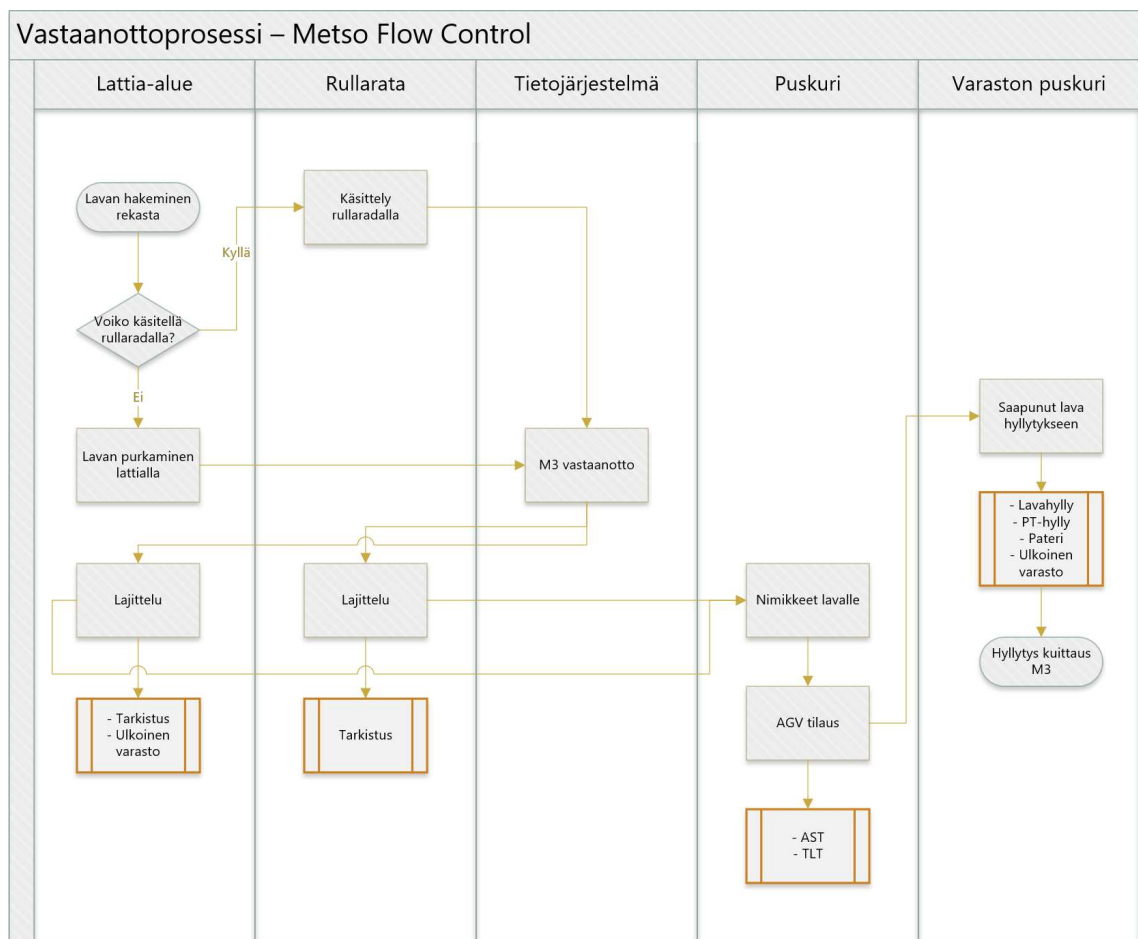 Vastaanottoprosessi – Metso Flow Control
Lattia-alue
Rullarata
Tietojärjestelmä
Puskuri
Varaston puskuri
Lavan hakeminen
rekasta
Käsittely
rullaradalla
Kyllä
Voiko käsitellä
rullaradalla?
Ei
Saapunut lava
hyllytykseen
Lavan purkaminen
lattialla
M3 vastaanotto
- Lavahylly
- PT-hylly
- Pateri
- Ulkoinen
varasto
Lajittelu
Lajittelu
Nimikkeet lavalle
Hyllytys kuittaus
M3
- Tarkistus
- Ulkoinen
varasto
Tarkistus
AGV tilaus
- AST
- TLT